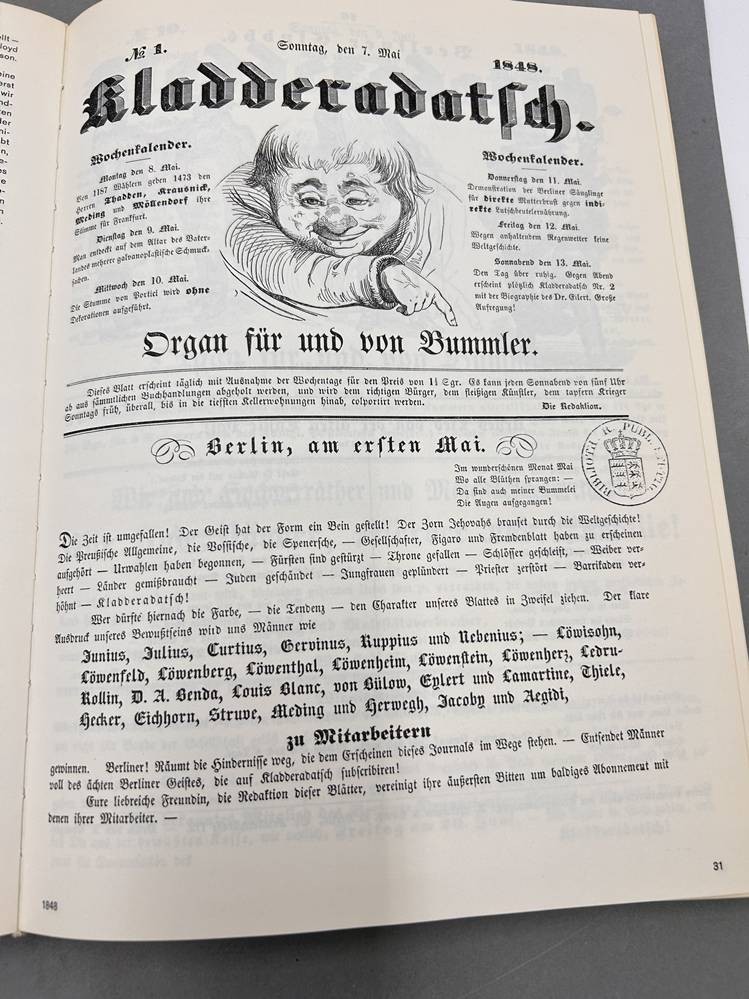 № 1.
Sonntag, den 7. Mai
1848.
Kladderadatsch.
Wochenkalender.
Montag den 8. Mai.
Von 1187 Wählern geben 1473 den
Herren Thadden, Krausnick,
Meding und Möllendorf ihre
Stimme für Frankfurt.
Dienstag den 9. Mai.
Man entdeckt auf dem Altar des Vater-
landes mehrere galvanoplastische Schmuck-
sachen.
Mittwoch den 10. Mai.
Die Stumme von Portici wird ohne
Dekorationen aufgeführt.
Wochenkalender.
Donnerstag den 11. Mai.
Demonstration der Berliner Säuglinge
für direkte Mutterbrust gegen indi-
rekte Lutschbeutelernährung.
Freitag den 12. Mai.
Wegen anhaltendem Regenwetter keine
Weltgeschichte.
Sonnabend den 13. Mai.
Den Tag über ruhig. Gegen Abend
erscheint plötzlich Kladderadatsch Nr. 2
mit der Biographie des Dr. Eilert. Große
Aufregung!
Organ für und von Bummler.
Dieses Blatt erscheint täglich mit Ausnahme der Wochentage für den Preis von 1½ Sgr. Es kann jeden Sonnabend von fünf Uhr
ab aus sämmtlichen Buchhandlungen abgeholt werden, und wird dem richtigen Bürger, dem fleißigen Künstler, dem tapfern Krieger
Sonntags früh, überall, bis in die tiefsten Kellerwohnungen hinab, colportirt werden.
Die Redaktion.
Berlin, am ersten Mai.
Im wunderschönen Monat Mai
Wo alle Blüthen sprangen: —
Da sind auch meiner Bummelei
Die Augen aufgegangen!
Die Zeit ist umgefallen! Der Geist hat der Form ein Bein gestellt! Der Zorn Jehovahs brauset durch die Weltgeschichte!
Die Preußische Allgemeine, die Vossische, die Spenersche, — Gesellschafter, Figaro und Fremdenblatt haben zu erscheinen
aufgehört — Urwahlen haben begonnen, — Fürsten sind gestürzt — Throne gefallen — Schlösser geschleift, — Weiber ver-
heert — Länder gemißbraucht — Juden geschändet — Jungfrauen geplündert — Priester zerstört — Barrikaden ver-
höhnt — Kladderadatsch!
Wer dürfte hiernach die Farbe, — die Tendenz — den Charakter unseres Blattes in Zweifel ziehen. Der klare
Ausdruck unseres Bewußtseins wird uns Männer wie
Junius, Julius, Curtius, Gervinus, Ruppius und Nebenius; — Löwisohn,
Löwenfeld, Löwenberg, Löwenthal, Löwenheim, Löwenstein, Löwenherz, Ledru-
Rollin, D. A. Benda, Louis Blanc, von Bülow, Eylert und Lamartine, Thiele,
Hecker, Eichhorn, Struve, Meding und Herwegh, Jacoby und Aegidi,
zu Mitarbeitern
gewinnen. Berliner! Räumt die Hindernisse weg, die dem Erscheinen dieses Journals im Wege stehen. — Entsendet Männer
voll des ächten Berliner Geistes, die auf Kladderadatsch subscribiren!
Eure liebreiche Freundin, die Redaktion dieser Blätter, vereinigt ihre äußersten Bitten um baldiges Abonnement mit
denen ihrer Mitarbeiter. —
1848
31